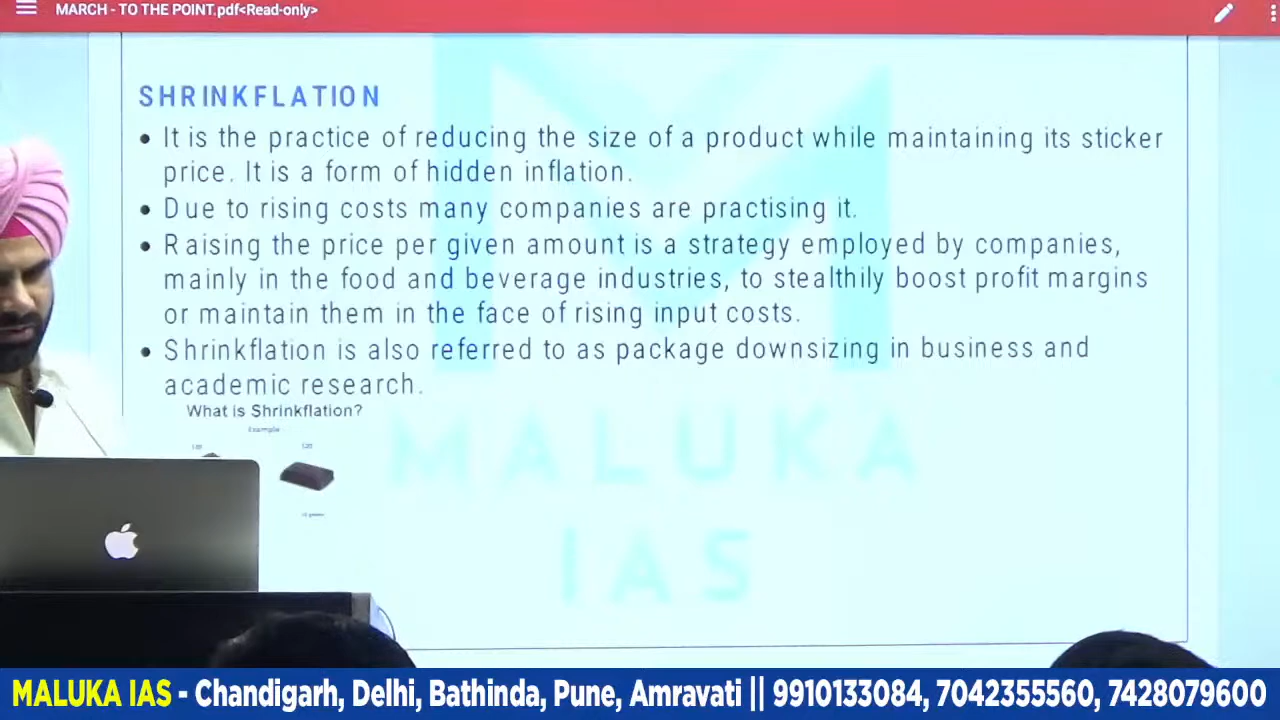 MARCH - TO THE POINT.pdf<Read-only>
SHRINKFLATION
• It is the practice of reducing the size of a product while maintaining its sticker
price. It is a form of hidden inflation.
• Due to rising costs many companies are practising it.
• Raising the price per given amount is a strategy employed by companies,
mainly in the food and beverage industries, to stealthily boost profit margins
or maintain them in the face of rising input costs.
• Shrinkflation is also referred to as package downsizing in business and
academic research.
What is Shrinkflation?
Example
MALUKA
IAS
MALUKA IAS - Chandigarh, Delhi, Bathinda, Pune, Amravati || 9910133084, 7042355560, 7428079600